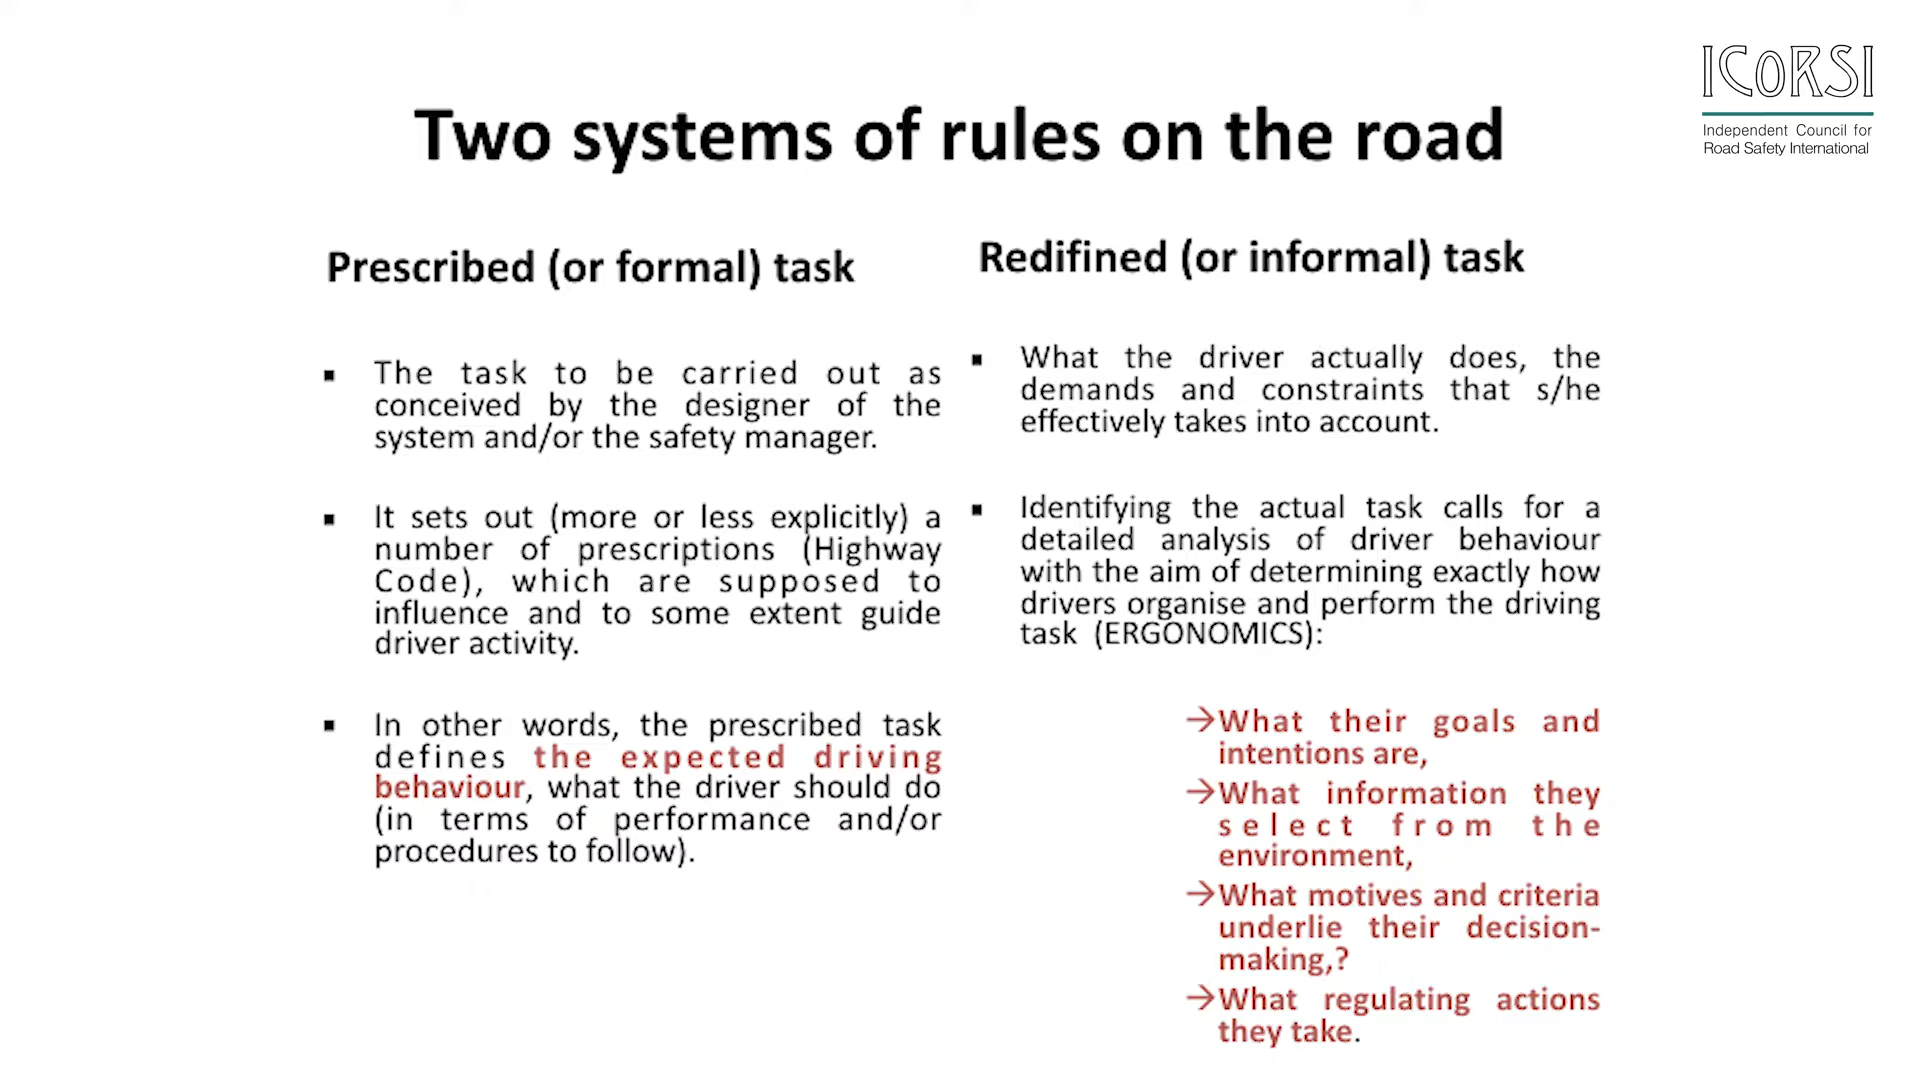 ICoRSI
Independent Council for
Road Safety International
Two systems of rules on the road
Prescribed (or formal) task
▪ The task to be carried out as
conceived by the designer of the
system and/or the safety manager.
▪ It sets out (more or less explicitly) a
number of prescriptions (Highway
Code), which are supposed to
influence and to some extent guide
driver activity.
▪ In other words, the prescribed task
defines the expected driving
behaviour, what the driver should do
(in terms of performance and/or
procedures to follow).
Redifined (or informal) task
▪ What the driver actually does, the
demands and constraints that s/he
effectively takes into account.
▪ Identifying the actual task calls for a
detailed analysis of driver behaviour
with the aim of determining exactly how
drivers organise and perform the driving
task (ERGONOMICS):
→What their goals and
intentions are,
→What information they
select from the
environment,
→What motives and criteria
underlie their decision-
making,?
→What regulating actions
they take.